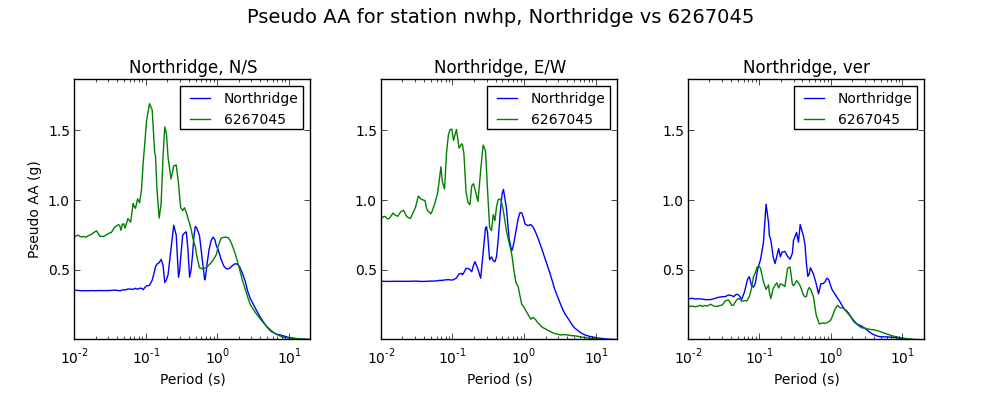 Pseudo AA for station nwhp, Northridge vs 6267045
Northridge, N/S
Northridge
6267045
1.5
1.0
0.5
Pseudo AA (g)
10^-2 10^-1 10^0 10^1
Period (s)
Northridge, E/W
Northridge
6267045
1.5
1.0
0.5
10^-2 10^-1 10^0 10^1
Period (s)
Northridge, ver
Northridge
6267045
1.5
1.0
0.5
10^-2 10^-1 10^0 10^1
Period (s)